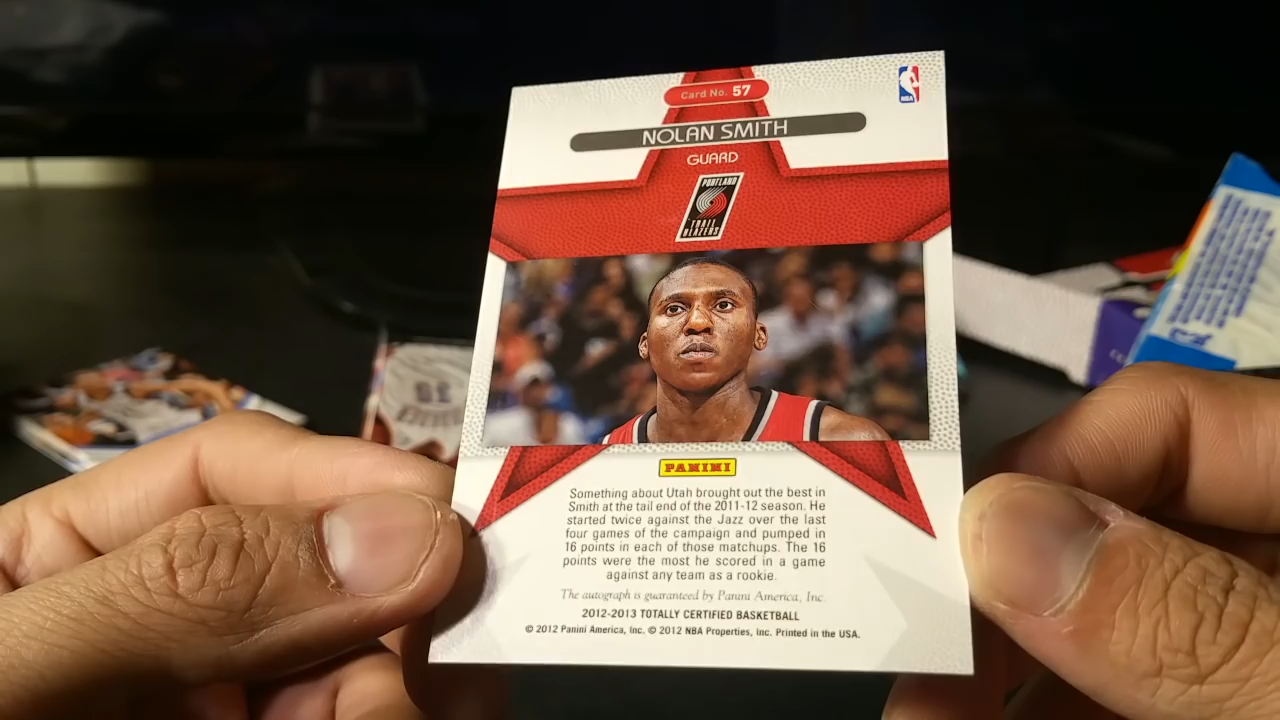 Card No. 57
NBA
NOLAN SMITH
GUARD
PORTLAND
TRAIL
BLAZERS
PANINI
Something about Utah brought out the best in
Smith at the tail end of the 2011-12 season. He
started twice against the Jazz over the last
four games of the campaign and pumped in
16 points in each of those matchups. The 16
points were the most he scored in a game
against any team as a rookie.
The autograph is guaranteed by Panini America, Inc.
2012-2013 TOTALLY CERTIFIED BASKETBALL
© 2012 Panini America, Inc. © 2012 NBA Properties, Inc. Printed in the USA.
20